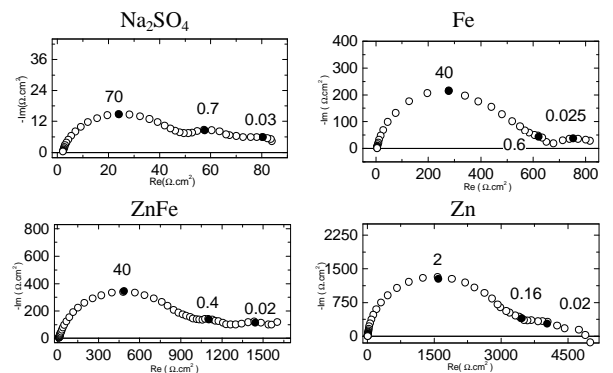 Na₂SO₄
36
24
12
0
-Im(Ω.cm²)
70
0.7
0.03
0 20 40 60 80
Re(Ω.cm²)
Fe
400
300
200
100
0
-Im (Ω.cm²)
40
0.6
0.025
0 200 400 600 800
Re (Ω.cm²)
ZnFe
800
600
400
200
0
-Im (Ω.cm²)
40
0.4
0.02
0 300 600 900 1200 1500
Re (Ω.cm²)
Zn
2250
1500
750
0
-Im (Ω.cm²)
2
0.16
0.02
0 1500 3000 4500
Re (Ω.cm²)